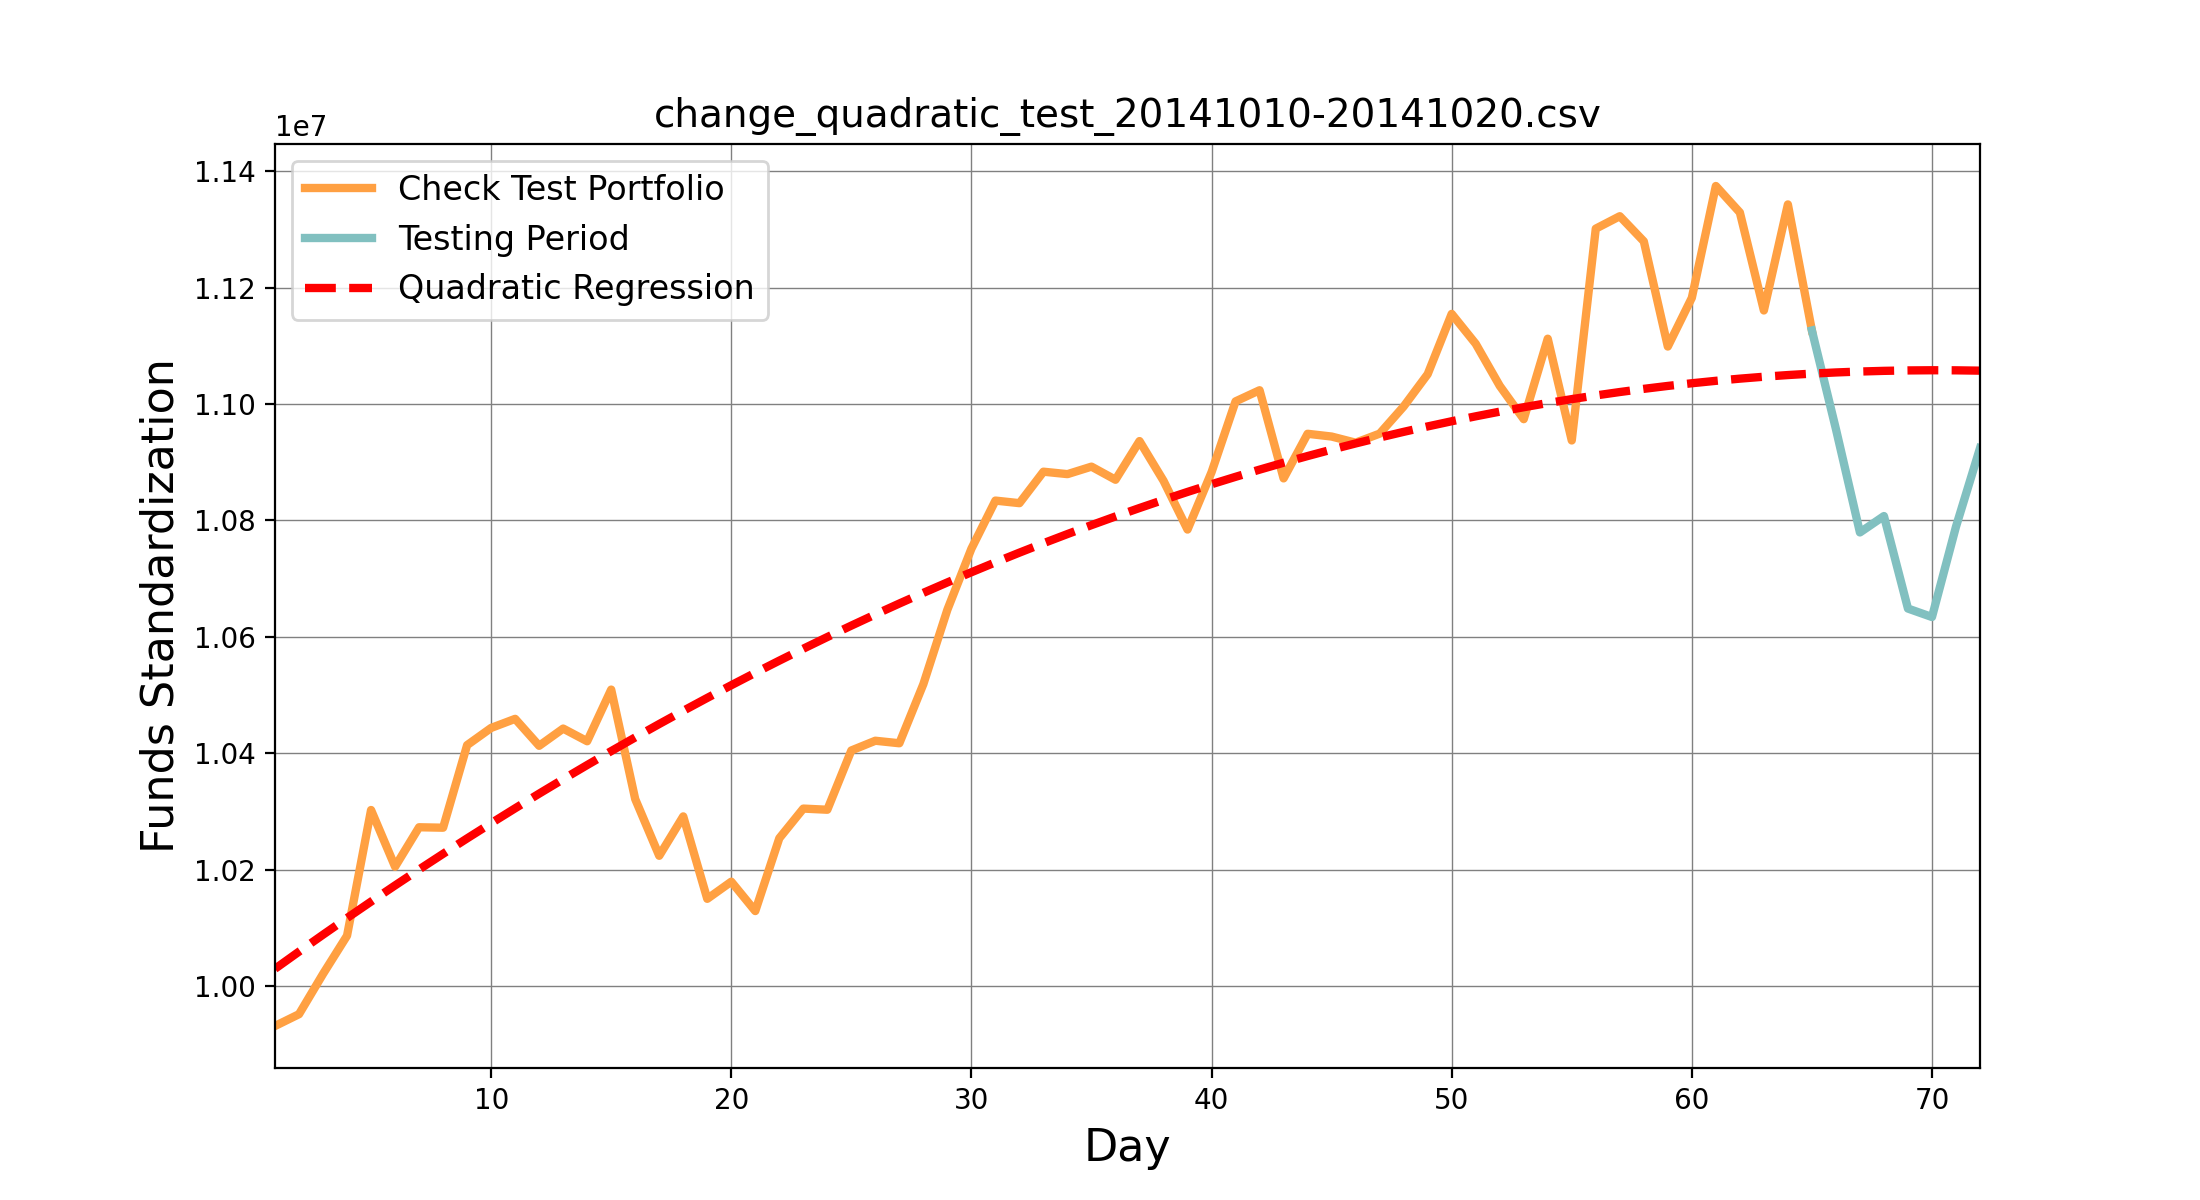 change_quadratic_test_20141010-20141020.csv
1e7
Check Test Portfolio
Testing Period
Quadratic Regression
1.14
1.12
1.10
1.08
1.06
1.04
1.02
1.00
Funds Standardization
10 20 30 40 50 60 70
Day